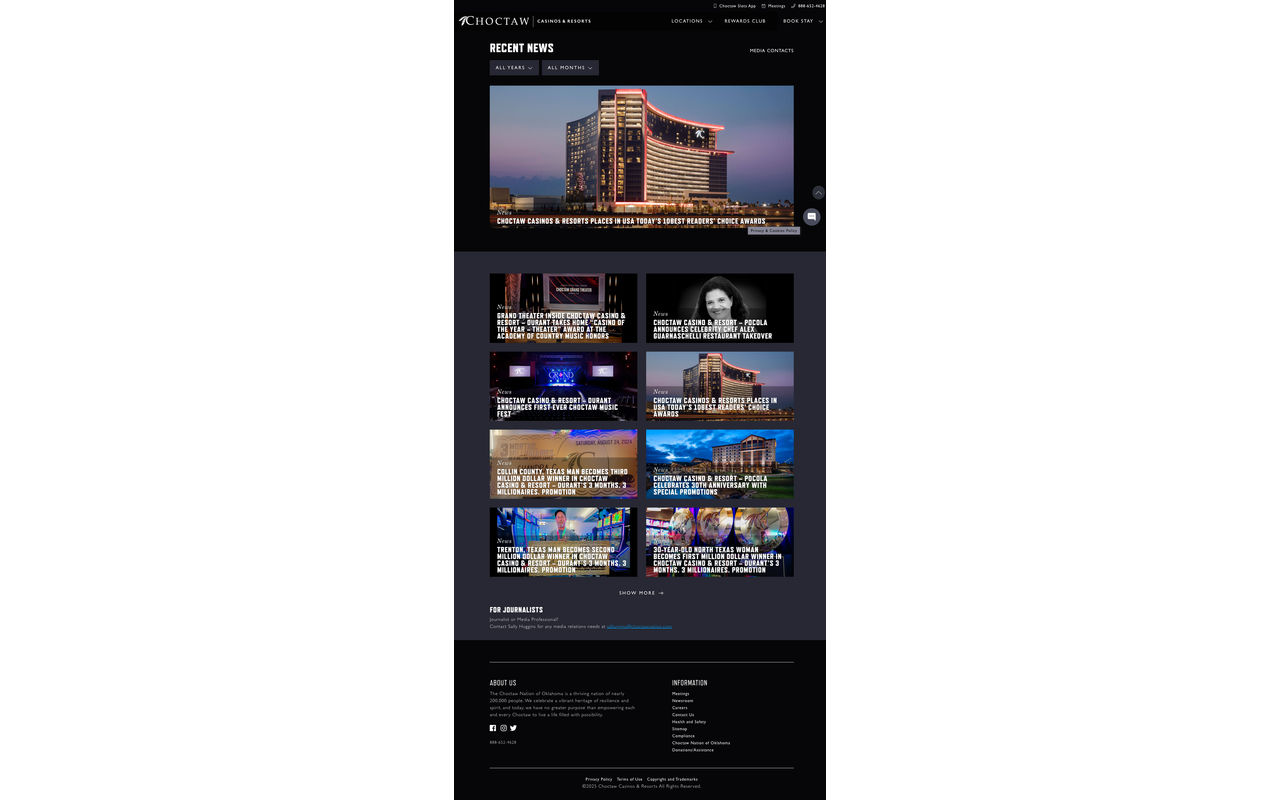 Choctaw Slots App Meetings 888-652-4628
CHOCTAW CASINOS & RESORTS LOCATIONS REWARDS CLUB BOOK STAY
RECENT NEWS
MEDIA CONTACTS
ALL YEARS ALL MONTHS
News
CHOCTAW CASINOS & RESORTS PLACES IN USA TODAY'S 10BEST READERS' CHOICE AWARDS
Privacy & Cookies Policy
CHOCTAW GRAND THEATER
News
GRAND THEATER INSIDE CHOCTAW CASINO &
RESORT – DURANT TAKES HOME "CASINO OF
THE YEAR – THEATER" AWARD AT THE
ACADEMY OF COUNTRY MUSIC HONORS
News
CHOCTAW CASINO & RESORT – POCOLA
ANNOUNCES CELEBRITY CHEF ALEX
GUARNASCHELLI RESTAURANT TAKEOVER
GRAND
News
CHOCTAW CASINO & RESORT – DURANT
ANNOUNCES FIRST-EVER CHOCTAW MUSIC
FEST
News
CHOCTAW CASINOS & RESORTS PLACES IN
USA TODAY'S 10BEST READERS' CHOICE
AWARDS
SATURDAY, AUGUST 24, 2024
News
COLLIN COUNTY, TEXAS MAN BECOMES THIRD
MILLION DOLLAR WINNER IN CHOCTAW
CASINO & RESORT – DURANT'S 3 MONTHS, 3
MILLIONAIRES, PROMOTION
News
CHOCTAW CASINO & RESORT – POCOLA
CELEBRATES 30TH ANNIVERSARY WITH
SPECIAL PROMOTIONS
News
TRENTON, TEXAS MAN BECOMES SECOND
MILLION DOLLAR WINNER IN CHOCTAW
CASINO & RESORT – DURANT'S 3 MONTHS, 3
MILLIONAIRES, PROMOTION
News
30-YEAR-OLD NORTH TEXAS WOMAN
BECOMES FIRST MILLION DOLLAR WINNER IN
CHOCTAW CASINO & RESORT – DURANT'S 3
MONTHS, 3 MILLIONAIRES, PROMOTION
SHOW MORE
FOR JOURNALISTS
Journalist or Media Professional?
Contact Sally Huggins for any media relations needs at
ABOUT US
The Choctaw Nation of Oklahoma is a thriving nation of nearly
200,000 people. We celebrate a vibrant heritage of resilience and
spirit, and today, we have no greater purpose than empowering each
and every Choctaw to live a life filled with possibility.
888-652-4628
INFORMATION
Meetings
Newsroom
Careers
Contact Us
Health and Safety
Sitemap
Compliance
Choctaw Nation of Oklahoma
Donations/Assistance
Privacy Policy Terms of Use Copyright and Trademarks
©2025 Choctaw Casinos & Resorts All Rights Reserved.